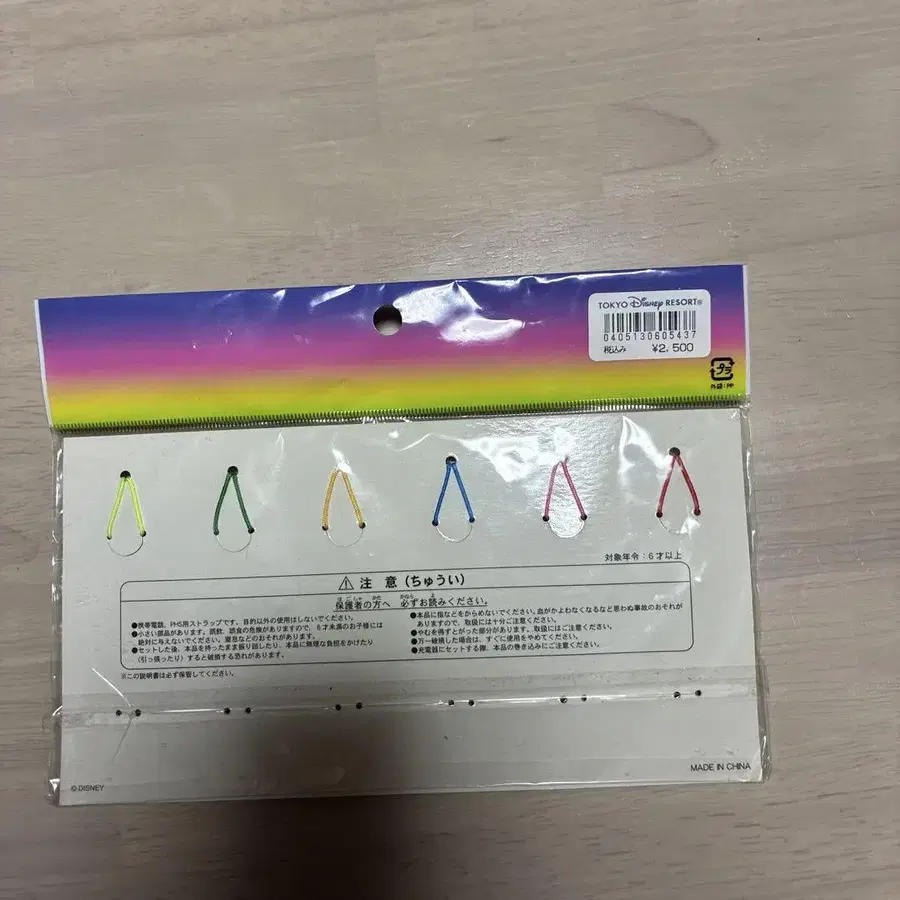 TOKYO Disney RESORT®
0405130605437
税込み ¥2,500
プラ
外袋:PP
対象年令:6才以上
⚠ 注 意(ちゅうい)
保護者の方へ 必ずお読みください。
●携帯電話、PHS用ストラップです。目的以外の使用はしないでください。
●小さい部品があります。誤飲、誤食の危険がありますので、6才未満のお子様には
絶対に与えないでください。窒息などのおそれがあります。
●セットした後、本品を持ったまま振り回したり、本品に無理な負担をかけたり
(引っ張ったり)すると破損する恐れがあります。
●本品に指などをからめないでください。血がかよわなくなるなど思わぬ事故のおそれが
ありますので、取扱には十分ご注意ください。
●やむを得ずとがった部分があります。取扱にはご注意ください。
●万一破損した場合は、すぐに使用をやめてください。
●充電器にセットする際、本品の巻き込みにご注意ください。
※この説明書は必ず保管してください。
MADE IN CHINA
© DISNEY